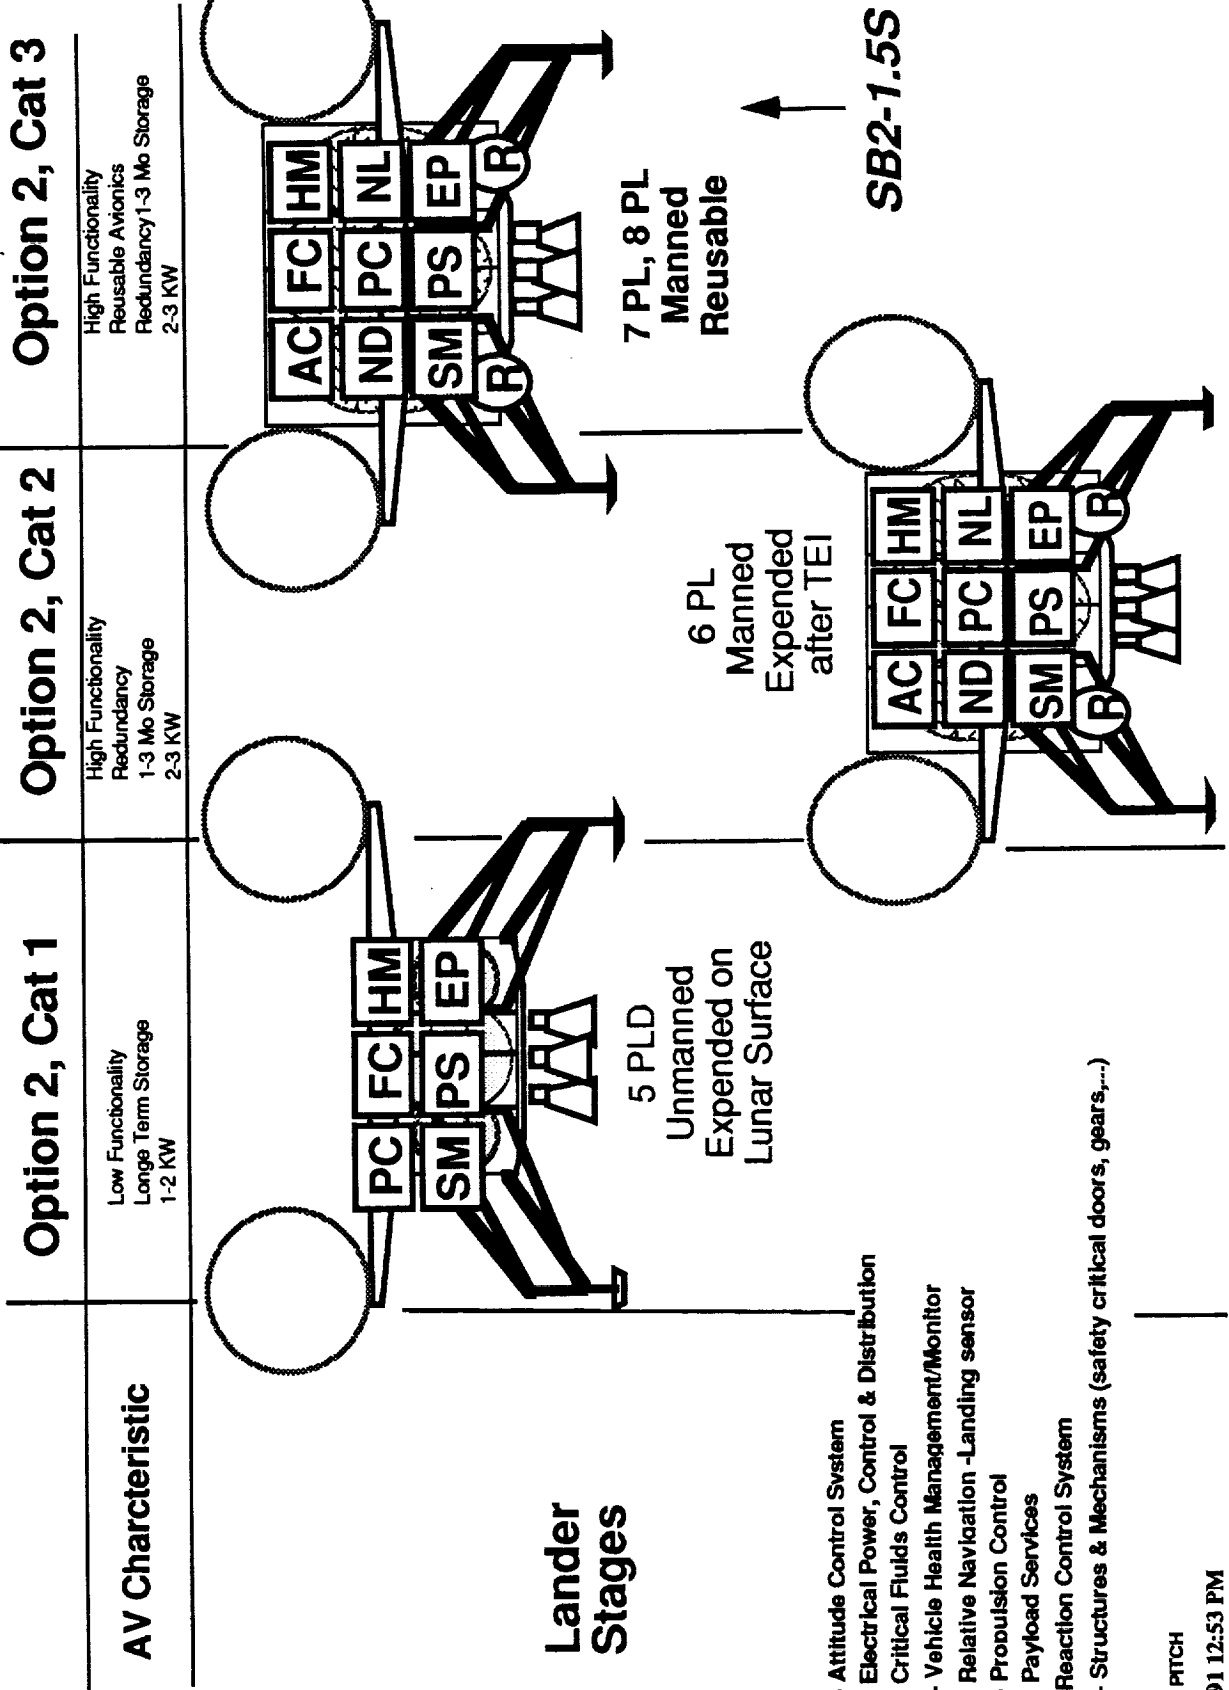 AV Charcteristic
Option 2, Cat 1
Option 2, Cat 2
Option 2, Cat 3
Low Functionality
Longe Term Storage
1-2 KW
High Functionality
Redundancy
1-3 Mo Storage
2-3 KW
High Functionality
Reusable Avionics
Redundancy1-3 Mo Storage
2-3 KW
Lander
Stages
PC FC HM
SM PS EP
5 PLD
Unmanned
Expended on
Lunar Surface
AC FC HM
ND PC NL
SM PS EP
R R
7 PL, 8 PL
Manned
Reusable
6 PL
Manned
Expended
after TEI
AC FC HM
ND PC NL
SM PS EP
R R
SB2-1.5S
- Attitude Control System
Electrical Power, Control & Distribution
Critical Fluids Control
- Vehicle Health Management/Monitor
Relative Navigation -Landing sensor
- Propulsion Control
Payload Services
Reaction Control System
- Structures & Mechanisms (safety critical doors, gears,...)
PITCH
91 12:53 PM